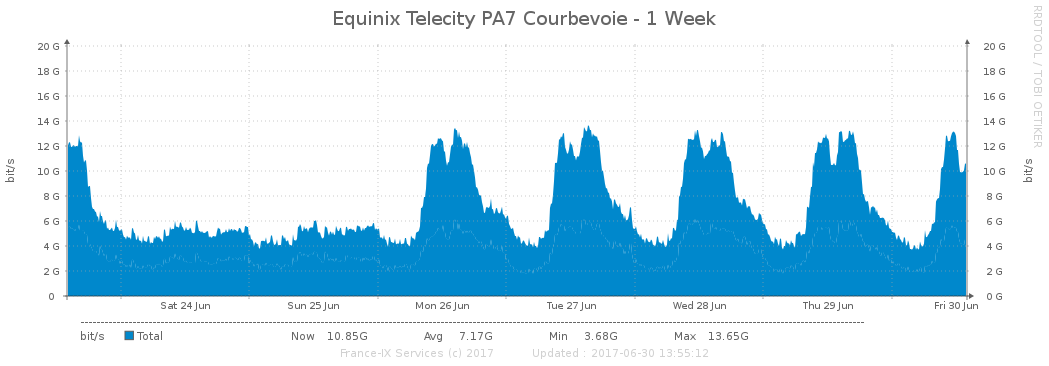 Equinix Telecity PA7 Courbevoie - 1 Week
RRDTOOL / TOBI OETIKER
bit/s
20 G
18 G
16 G
14 G
12 G
10 G
8 G
6 G
4 G
2 G
0
20 G
18 G
16 G
14 G
12 G
10 G
8 G
6 G
4 G
2 G
0 G
bit/s
Sat 24 Jun Sun 25 Jun Mon 26 Jun Tue 27 Jun Wed 28 Jun Thu 29 Jun Fri 30 Jun
bit/s Total Now 10.85G Avg 7.17G Min 3.68G Max 13.65G
France-IX Services (c) 2017 Updated : 2017-06-30 13:55:12